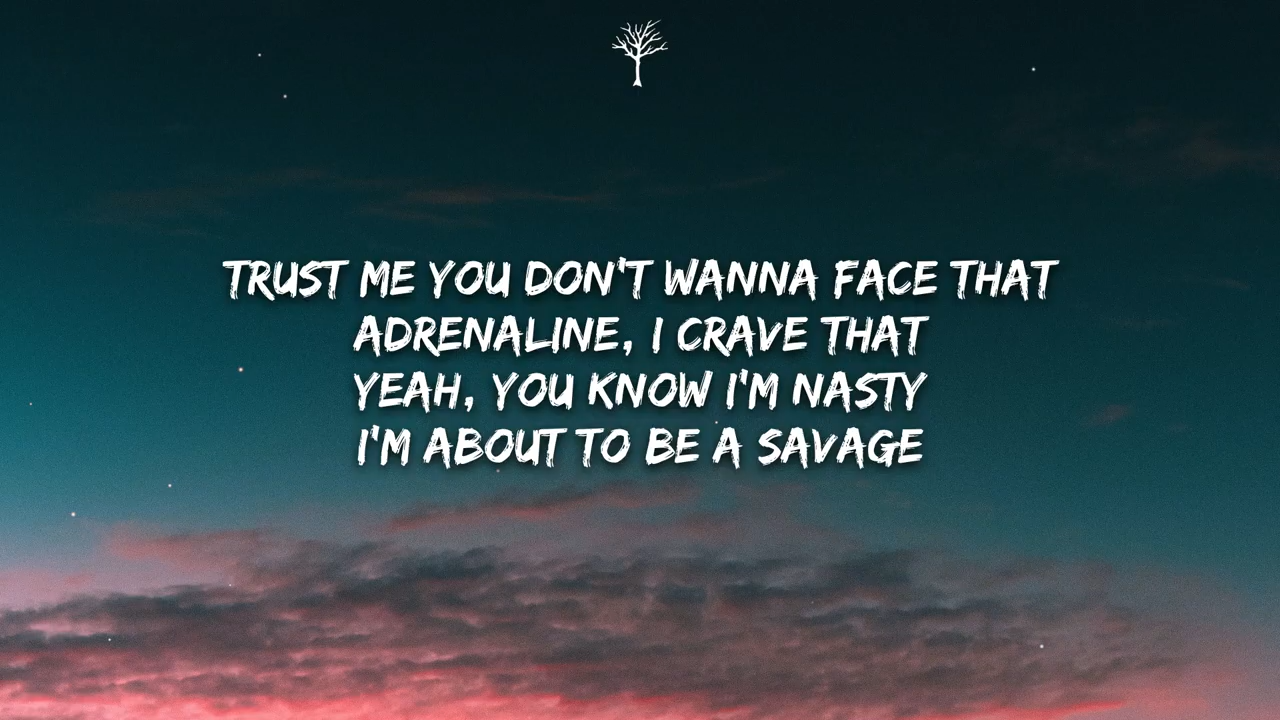 TRUST ME YOU DON'T WANNA FACE THAT
ADRENALINE, I CRAVE THAT
YEAH, YOU KNOW I'M NASTY
I'M ABOUT TO BE A SAVAGE